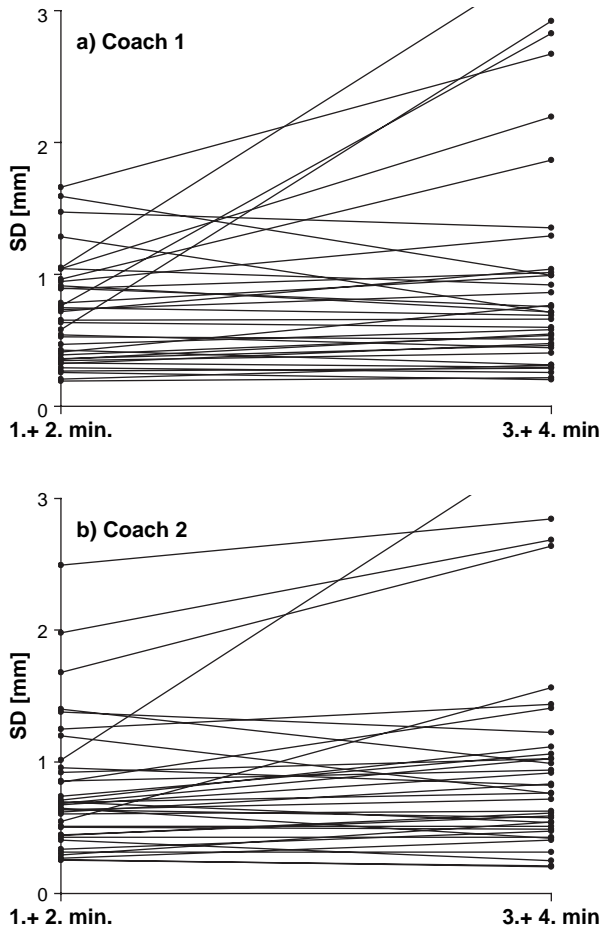 3
a) Coach 1
2
SD [mm]
1
0
1.+ 2. min.
3.+ 4. min
3
b) Coach 2
2
SD [mm]
1
0
1.+ 2. min.
3.+ 4. min